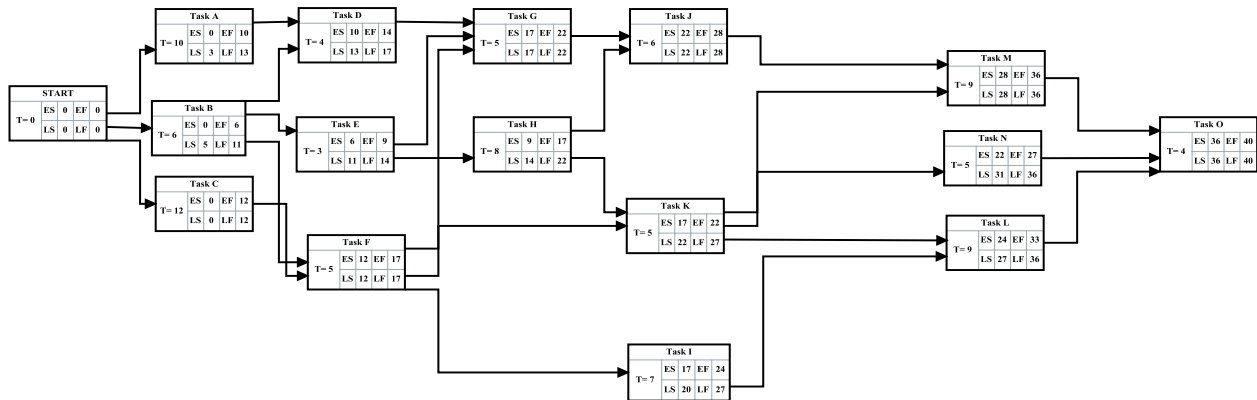 START
T= 0
ES 0 EF 0
LS 0 LF 0
Task A
T= 10
ES 0 EF 10
LS 3 LF 13
Task B
T= 6
ES 0 EF 6
LS 5 LF 11
Task C
T= 12
ES 0 EF 12
LS 0 LF 12
Task D
T= 4
ES 10 EF 14
LS 13 LF 17
Task E
T= 3
ES 6 EF 9
LS 11 LF 14
Task F
T= 5
ES 12 EF 17
LS 12 LF 17
Task G
T= 5
ES 17 EF 22
LS 17 LF 22
Task H
T= 8
ES 9 EF 17
LS 14 LF 22
Task J
T= 6
ES 22 EF 28
LS 22 LF 28
Task K
T= 5
ES 17 EF 22
LS 22 LF 27
Task I
T= 7
ES 17 EF 24
LS 20 LF 27
Task M
T= 9
ES 28 EF 36
LS 28 LF 36
Task N
T= 5
ES 22 EF 27
LS 31 LF 36
Task L
T= 9
ES 24 EF 33
LS 27 LF 36
Task O
T= 4
ES 36 EF 40
LS 36 LF 40